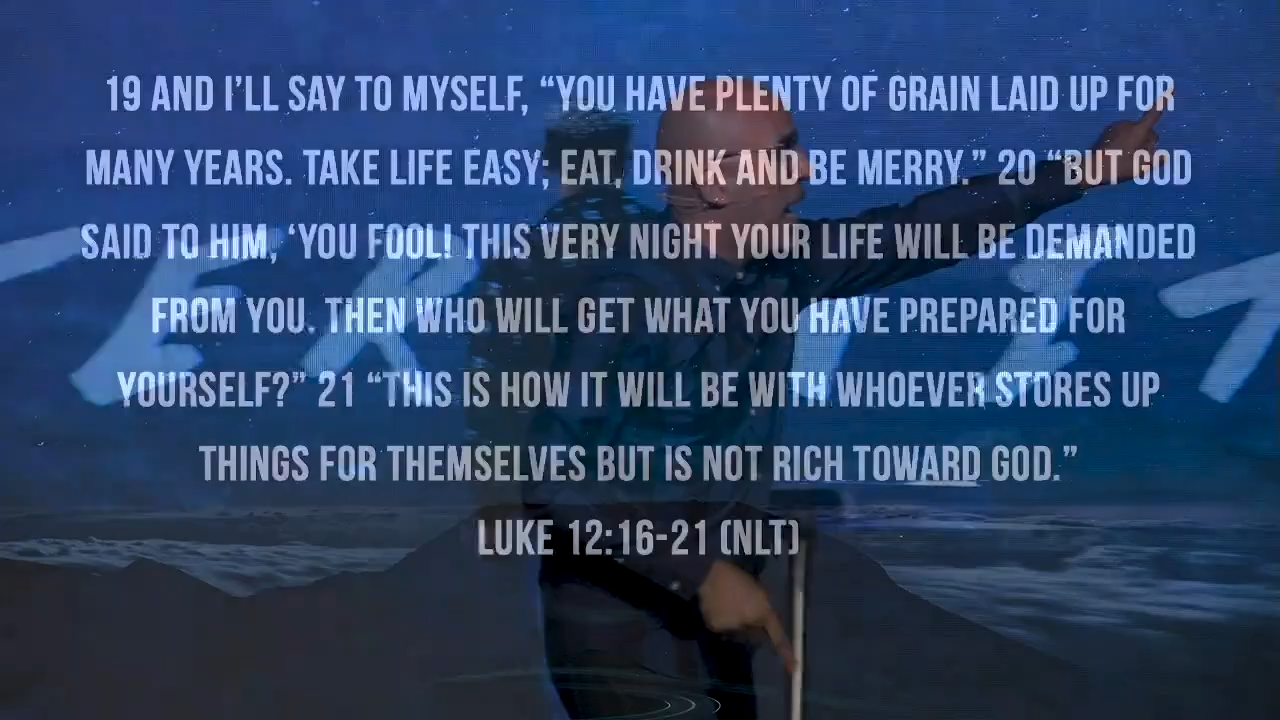 19 AND I’LL SAY TO MYSELF, “YOU HAVE PLENTY OF GRAIN LAID UP FOR
MANY YEARS. TAKE LIFE EASY; EAT, DRINK AND BE MERRY.” 20 “BUT GOD
SAID TO HIM, ‘YOU FOOL! THIS VERY NIGHT YOUR LIFE WILL BE DEMANDED
FROM YOU. THEN WHO WILL GET WHAT YOU HAVE PREPARED FOR
YOURSELF?” 21 “THIS IS HOW IT WILL BE WITH WHOEVER STORES UP
THINGS FOR THEMSELVES BUT IS NOT RICH TOWARD GOD.”
LUKE 12:16-21 (NLT)